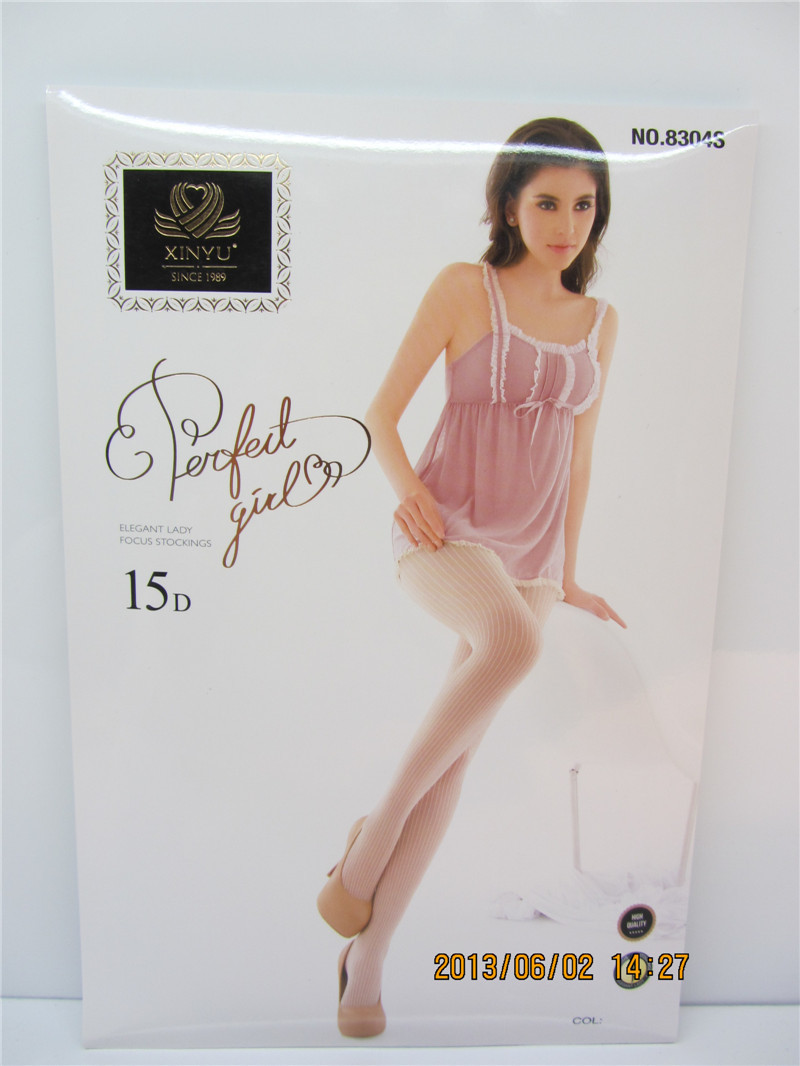 NO.8304S
XINYU
SINCE 1989
Perfect
girl
ELEGANT LADY
FOCUS STOCKINGS
15D
HIGH
QUALITY
2013/06/02 14:27
COL: